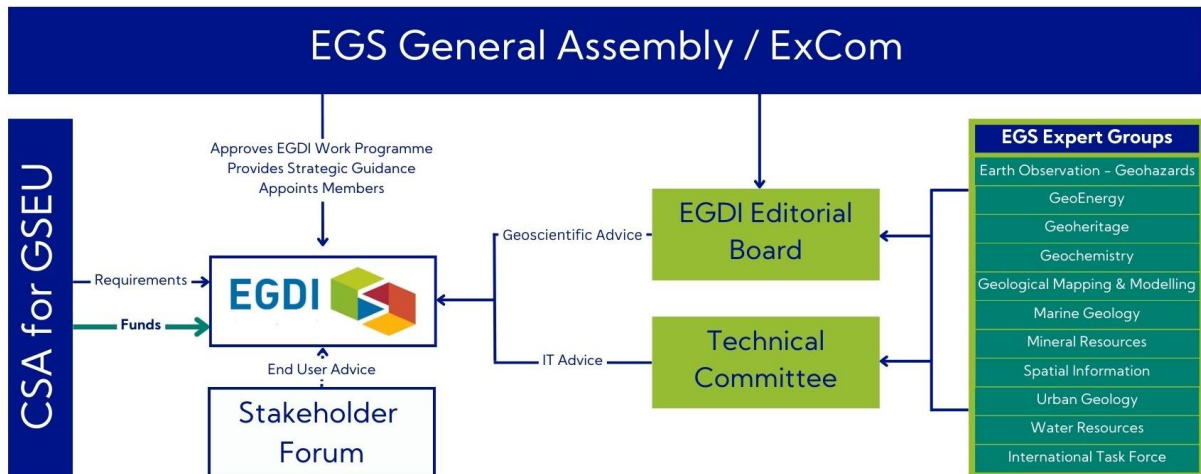 EGS General Assembly / ExCom
CSA for GSEU
Approves EGDI Work Programme
Provides Strategic Guidance
Appoints Members
Requirements
Funds
EGDI
End User Advice
Stakeholder
Forum
Geoscientific Advice
IT Advice
EGDI Editorial
Board
Technical
Committee
EGS Expert Groups
Earth Observation - Geohazards
GeoEnergy
Geoheritage
Geochemistry
Geological Mapping & Modelling
Marine Geology
Mineral Resources
Spatial Information
Urban Geology
Water Resources
International Task Force